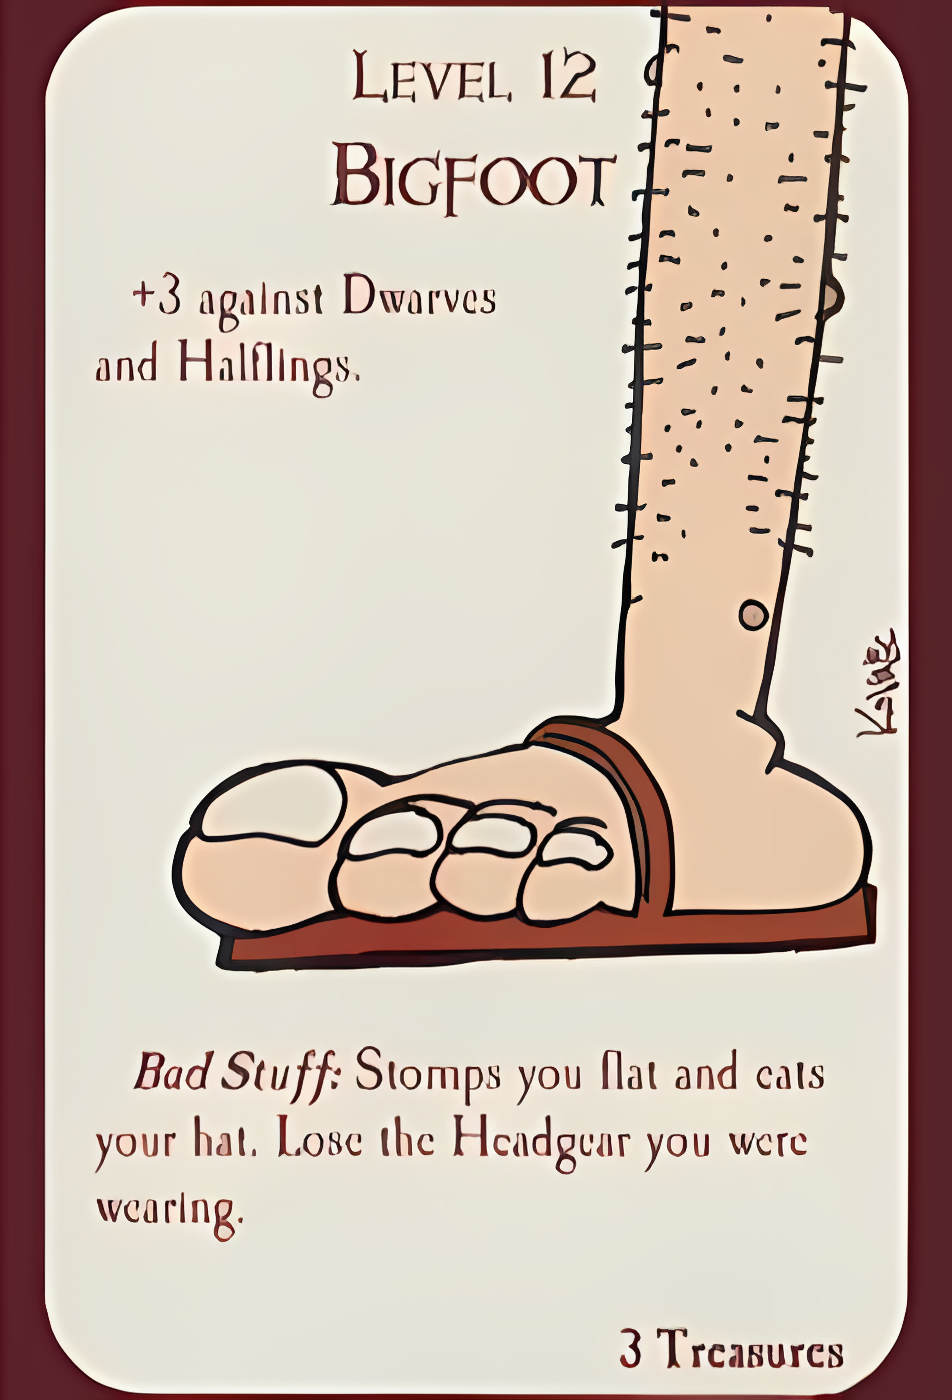 Level 12
Bigfoot
+3 against Dwarves
and Halflings.
Bad Stuff: Stomps you flat and eats
your hat. Lose the Headgear you were
wearing.
3 Treasures